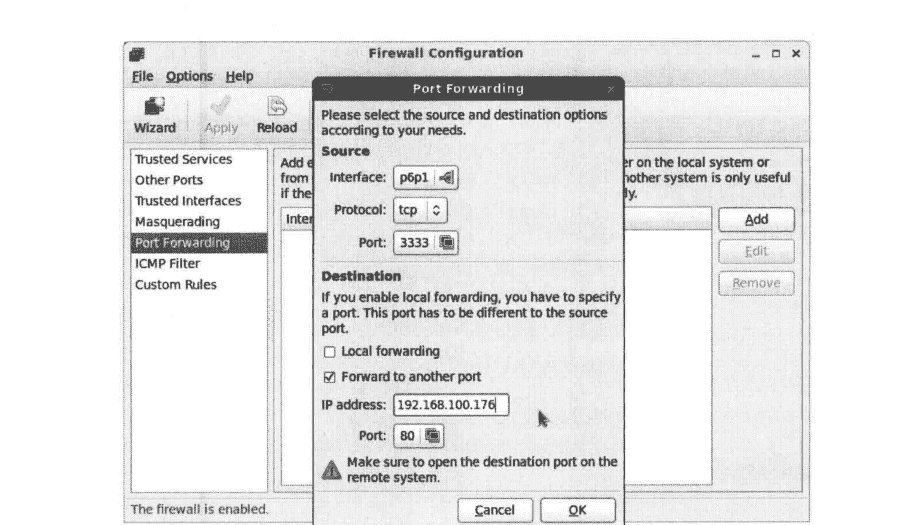 Firewall Configuration
File Options Help
Port Forwarding
Wizard Apply Reload
Please select the source and destination options
according to your needs.
Trusted Services
Other Ports
Trusted Interfaces
Masquerading
Port Forwarding
ICMP Filter
Custom Rules
Add
from
if the
er on the local system or
nother system is only useful
ly.
Inter
Source
Interface: p6p1
Protocol: tcp
Port: 3333
Add
Edit
Remove
Destination
If you enable local forwarding, you have to specify
a port. This port has to be different to the source
port.
Local forwarding
Forward to another port
IP address: 192.168.100.176
Port: 80
Make sure to open the destination port on the
remote system.
Cancel OK
The firewall is enabled.